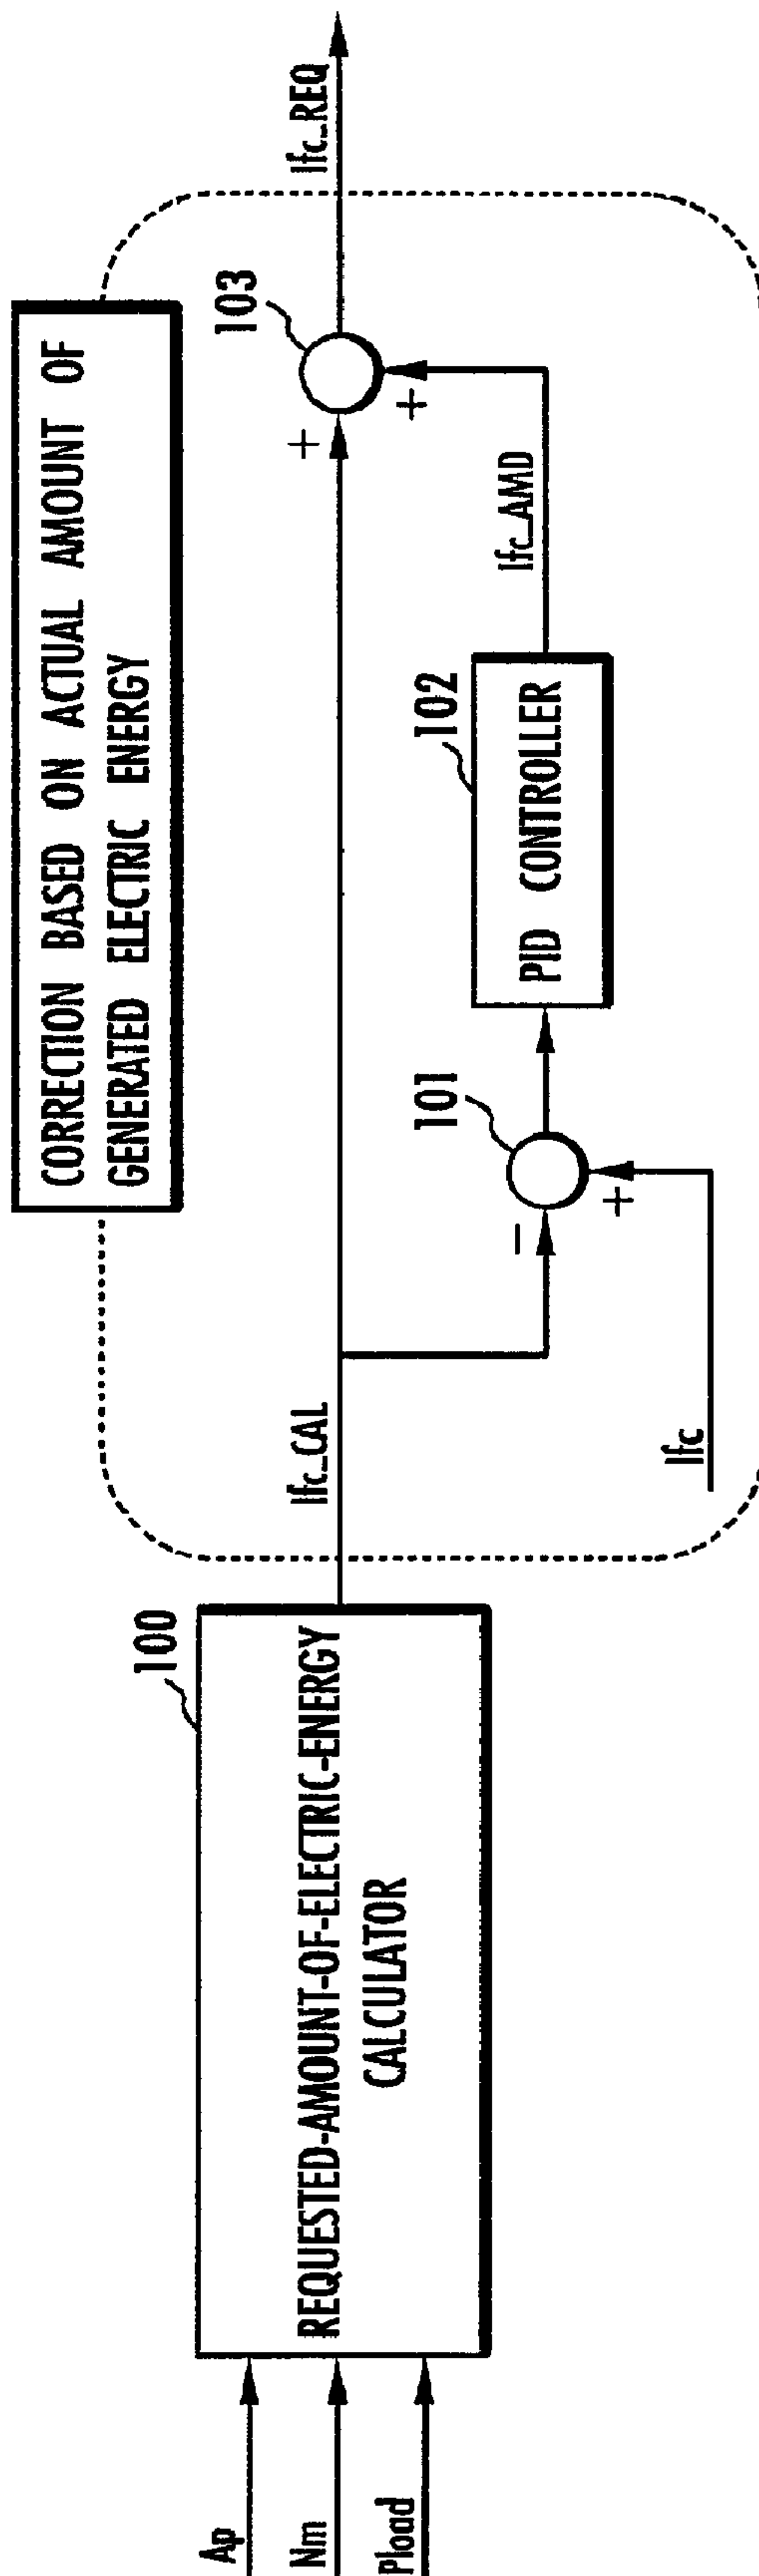 CORRECTION BASED ON ACTUAL AMOUNT OF
GENERATED ELECTRIC ENERGY
Ap
Nm
Pload
100
REQUESTED-AMOUNT-OF-ELECTRIC-ENERGY
CALCULATOR
Ifc_CAL
Ifc
-
+
101
102
PID CONTROLLER
Ifc_AMD
+
+
103
Ifc_REQ